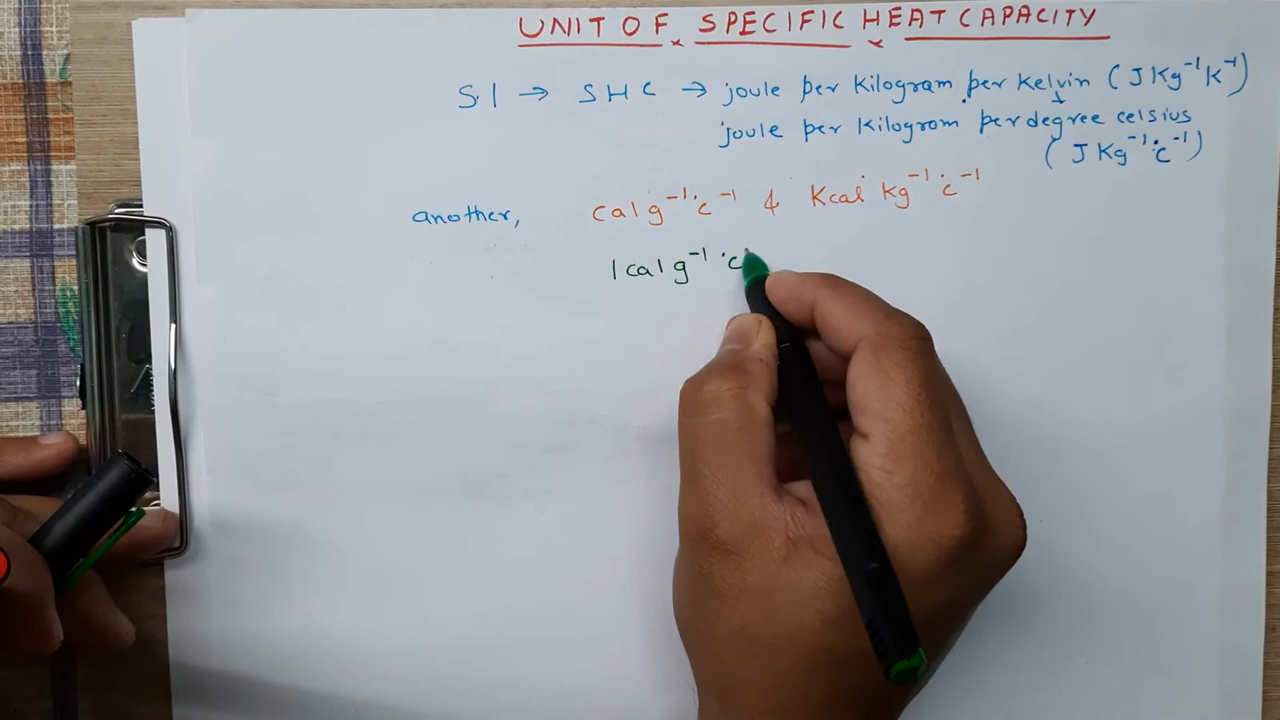 UNIT OF SPECIFIC HEAT CAPACITY
S.I → SHC → joule per Kilogram per Kelvin (J Kg⁻¹ K⁻¹)
joule per Kilogram per degree celsius
(J Kg⁻¹ °c⁻¹)
another, cal g⁻¹ °c⁻¹ & Kcal kg⁻¹ °c⁻¹
1 cal g⁻¹ °c